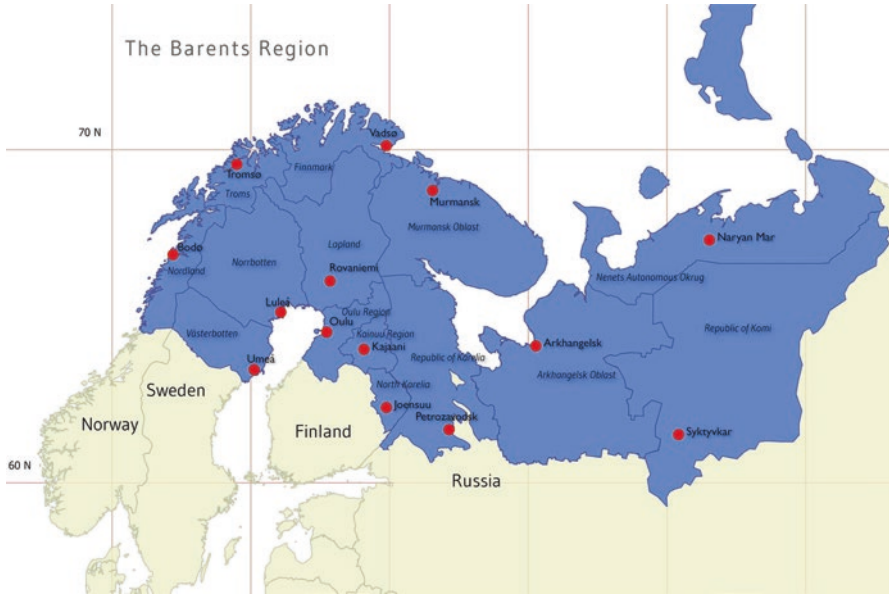 The Barents Region
70 N
Vadsø
Tromsø
Finnmark
Troms
Murmansk
Murmansk Oblast
Naryan Mar
Bodø
Nordland
Norrbotten
Lapland
Rovaniemi
Nenets Autonomous Okrug
Luleå
Oulu Region
Oulu
Västerbotten
Kainuu Region
Kajaani
Republic of Karelia
Arkhangelsk
Republic of Komi
Umeå
Arkhangelsk Oblast
Sweden
North Karelia
Joensuu
Petrozavodsk
Norway
Finland
Syktyvkar
60 N
Russia